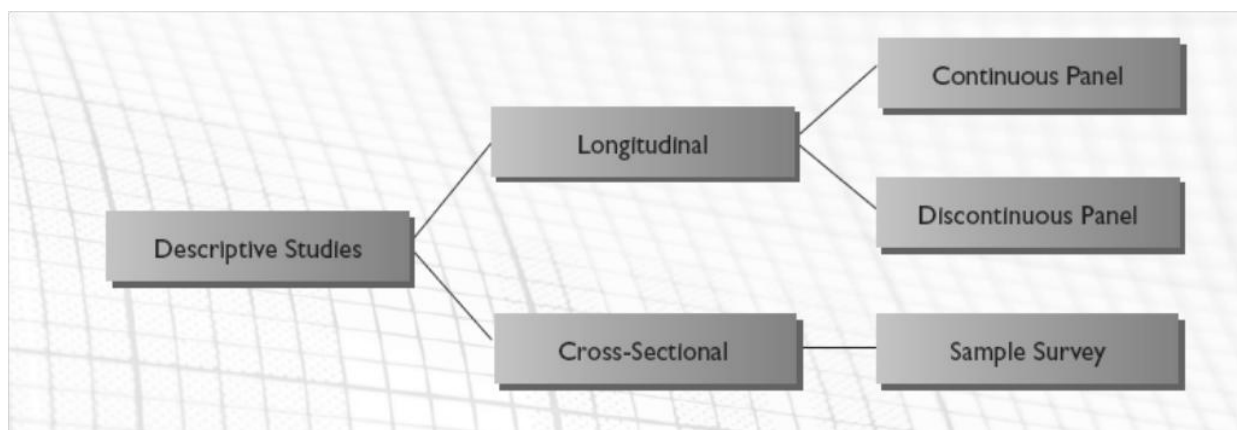 Continuous Panel
Longitudinal
Discontinuous Panel
Descriptive Studies
Cross-Sectional
Sample Survey